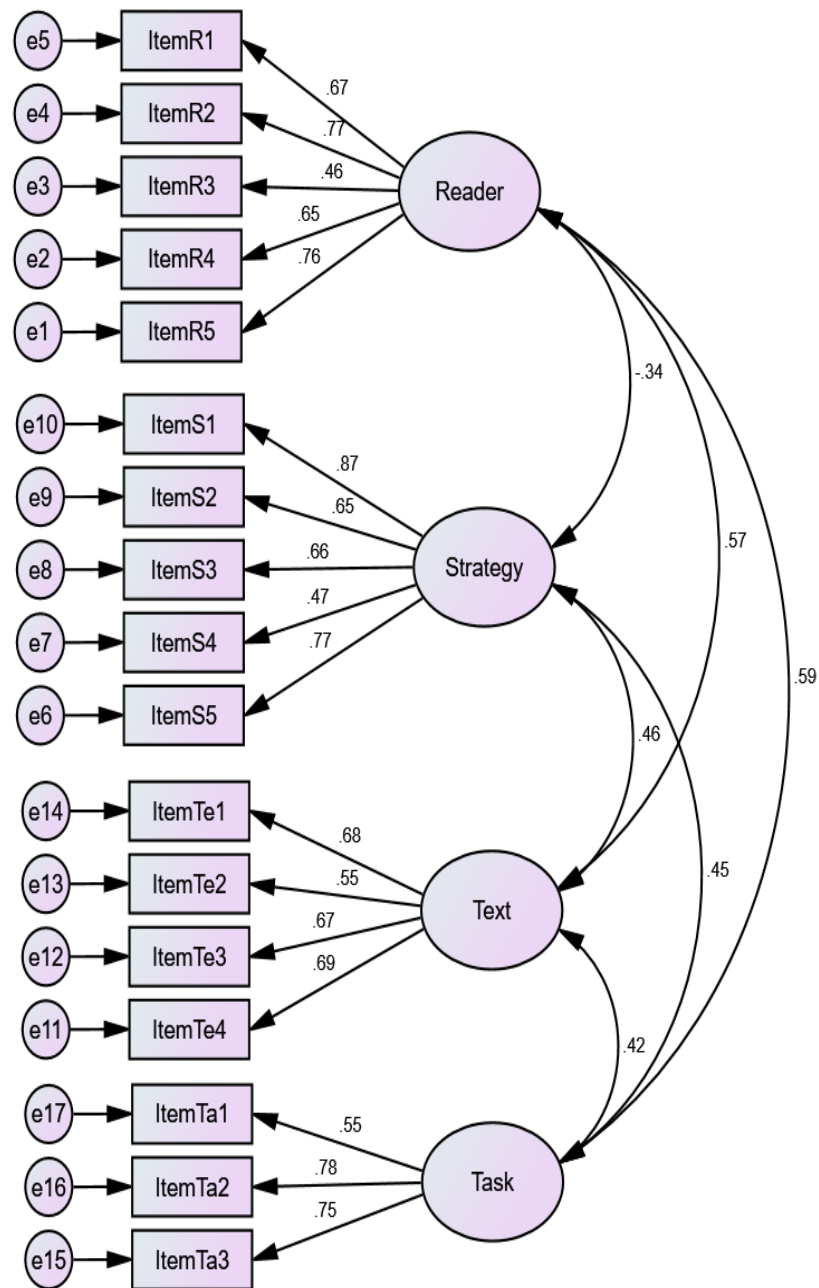 e5 ItemR1
.67
e4 ItemR2
.77
e3 ItemR3
.46
Reader
e2 ItemR4
.65
e1 ItemR5
.76
-.34
e10 ItemS1
.87
e9 ItemS2
.65
.57
e8 ItemS3
.66
Strategy
e7 ItemS4
.47
e6 ItemS5
.77
.59
.46
e14 ItemTe1
.68
e13 ItemTe2
.55
.45
e12 ItemTe3
.67
Text
e11 ItemTe4
.69
.42
e17 ItemTa1
.55
e16 ItemTa2
.78
Task
e15 ItemTa3
.75